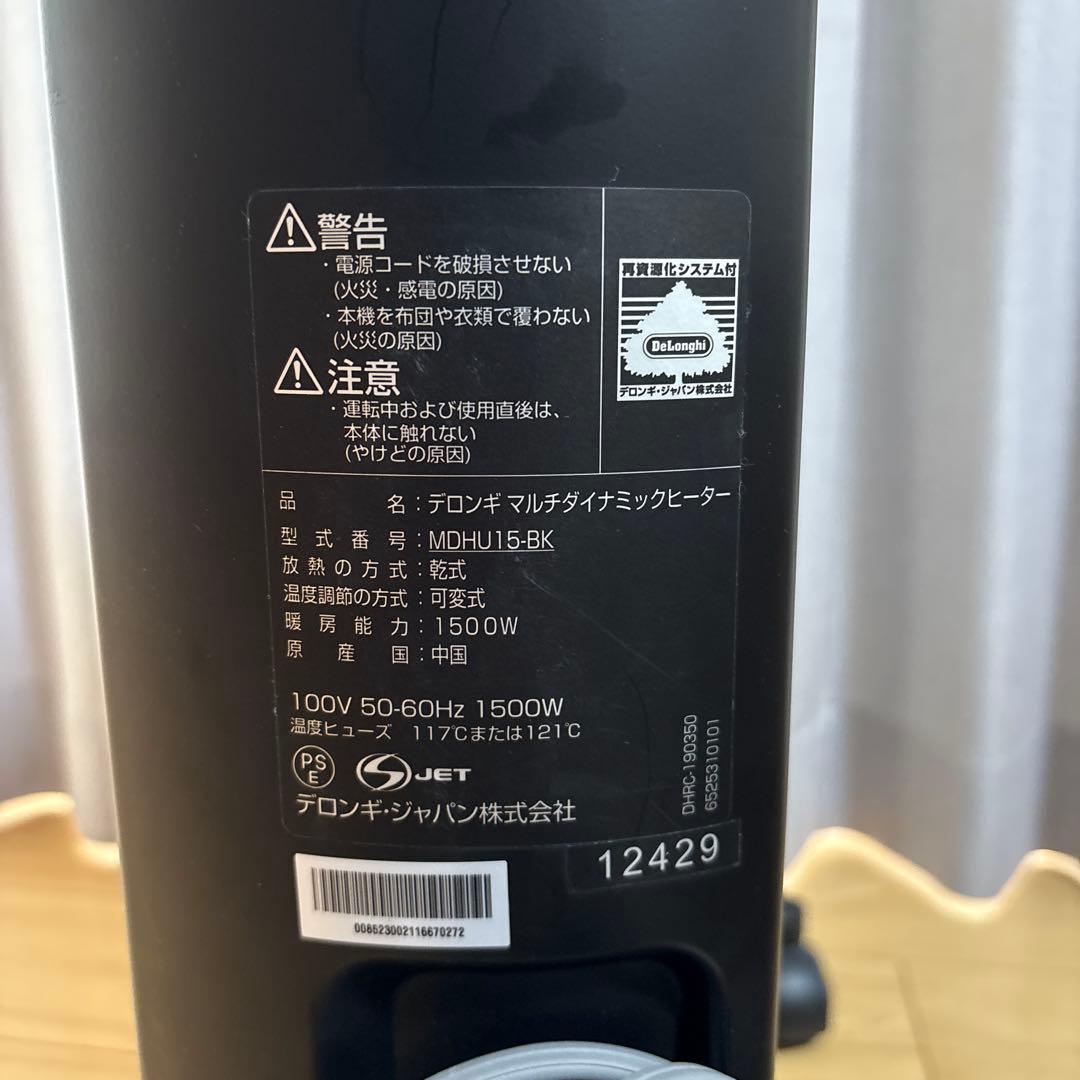 警告
・電源コードを破損させない
(火災・感電の原因)
・本機を布団や衣類で覆わない
(火災の原因)
注意
・運転中および使用直後は、
本体に触れない
(やけどの原因)
再資源化システム付
DeLonghi
デロンギ・ジャパン株式会社
品名：デロンギ マルチダイナミックヒーター
型式番号：MDHU15-BK
放熱の方式：乾式
温度調節の方式：可変式
暖房能力：1500W
原産国：中国
100V 50-60Hz 1500W
温度ヒューズ 117℃または121℃
PSE
JET
デロンギ・ジャパン株式会社
DHRC-190350
6525310101
12429
008523002116670272